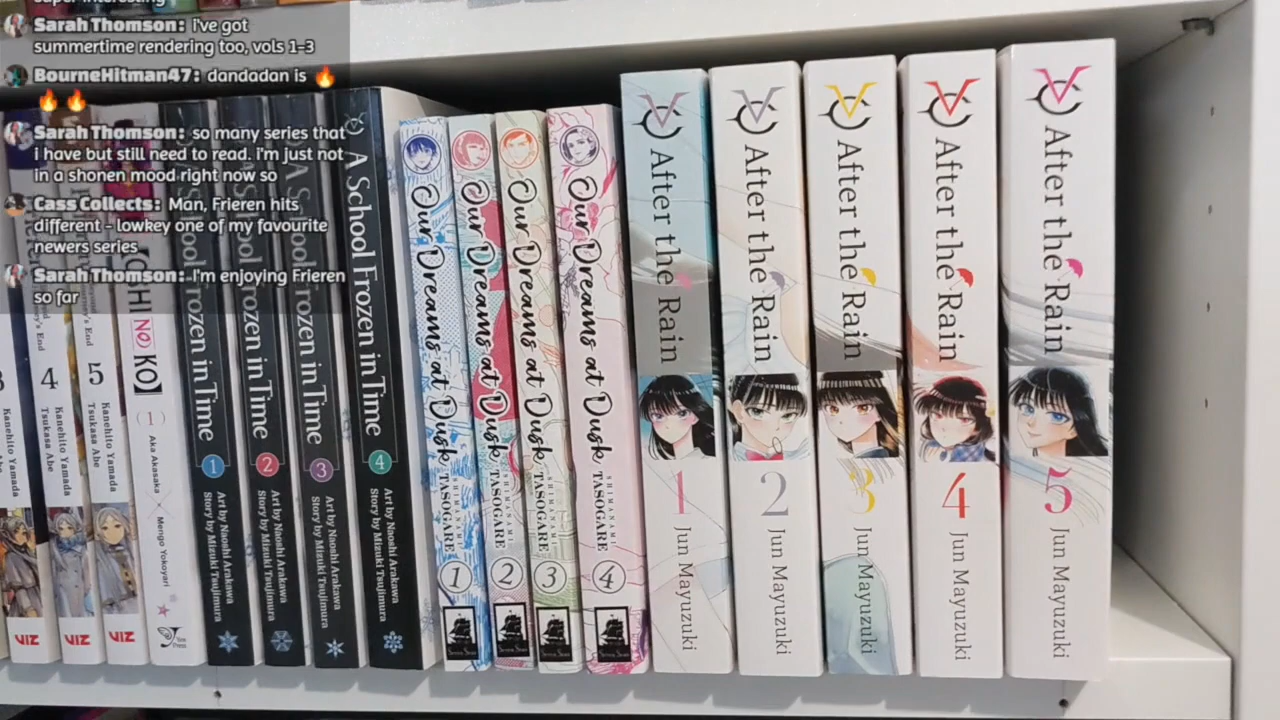 Sarah Thomson: i've got
summertime rendering too, vols 1-3
BourneHitman47: dandadan is 🔥
🔥 🔥
Sarah Thomson: so many series that
i have but still need to read. i'm just not
in a shonen mood right now so
Cass Collects: Man, Frieren hits
different - lowkey one of my favourite
newers series
Sarah Thomson: I'm enjoying Frieren
so far
4 Kanehito Yamada
Tsukasa Abe
VIZ
5 Kanehito Yamada
Tsukasa Abe
VIZ
VIZ
[OSHI NO KO]
1 Aka Akasaka × Mengo Yokoyari
Yen Press
A School Frozen in Time 1 Art by Naoshi Arakawa
Story by Mizuki Tsujimura
A School Frozen in Time 2 Art by Naoshi Arakawa
Story by Mizuki Tsujimura
A School Frozen in Time 3 Art by Naoshi Arakawa
Story by Mizuki Tsujimura
A School Frozen in Time 4 Art by Naoshi Arakawa
Story by Mizuki Tsujimura
Our Dreams at Dusk SHIMANAMI TASOGARE 1
Our Dreams at Dusk SHIMANAMI TASOGARE 2
Our Dreams at Dusk SHIMANAMI TASOGARE 3
Our Dreams at Dusk SHIMANAMI TASOGARE 4
After the Rain 1 Jun Mayuzuki
After the Rain 2 Jun Mayuzuki
After the Rain 3 Jun Mayuzuki
After the Rain 4 Jun Mayuzuki
After the Rain 5 Jun Mayuzuki